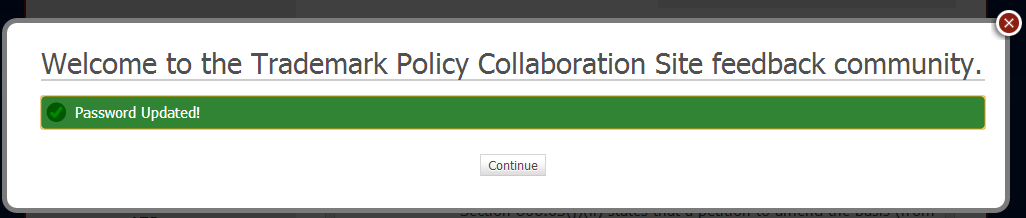 Welcome to the Trademark Policy Collaboration Site feedback community.
Password Updated!
Continue